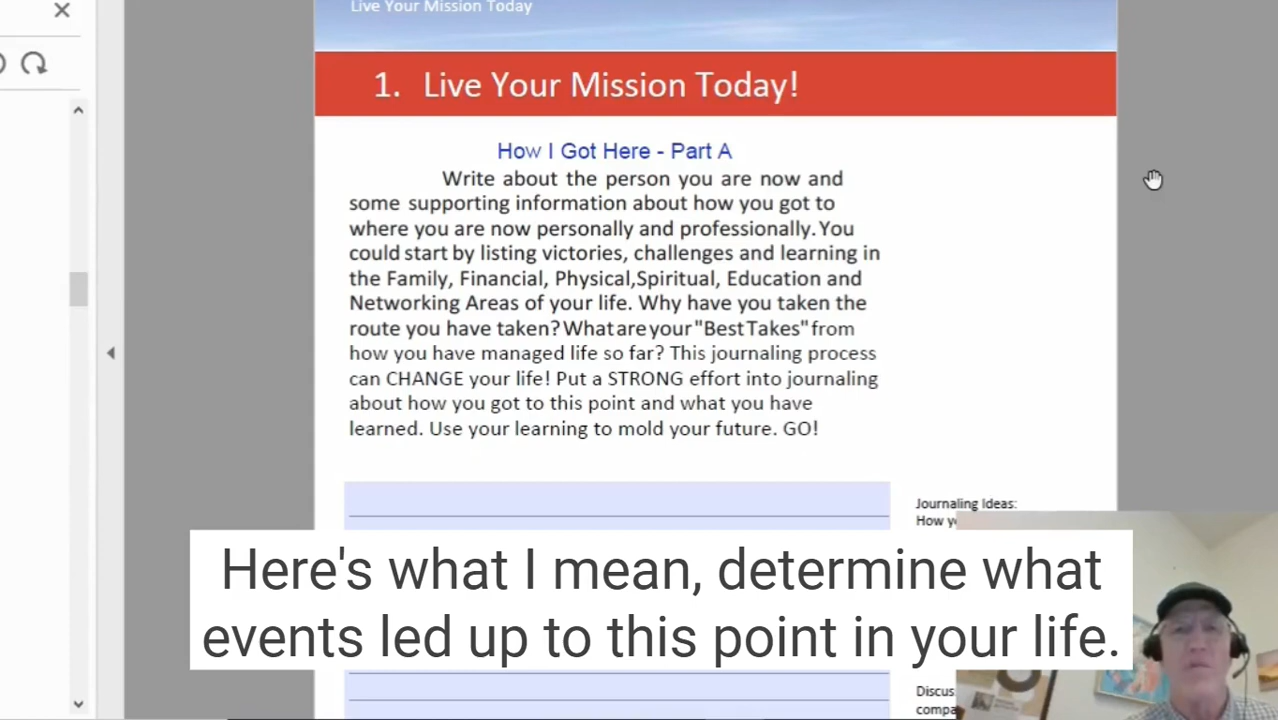 Live Your Mission Today
1. Live Your Mission Today!
How I Got Here - Part A
Write about the person you are now and
some supporting information about how you got to
where you are now personally and professionally. You
could start by listing victories, challenges and learning in
the Family, Financial, Physical,Spiritual, Education and
Networking Areas of your life. Why have you taken the
route you have taken? What are your "Best Takes" from
how you have managed life so far? This journaling process
can CHANGE your life! Put a STRONG effort into journaling
about how you got to this point and what you have
learned. Use your learning to mold your future. GO!
Journaling Ideas:
How
Here's what I mean, determine what
events led up to this point in your life.